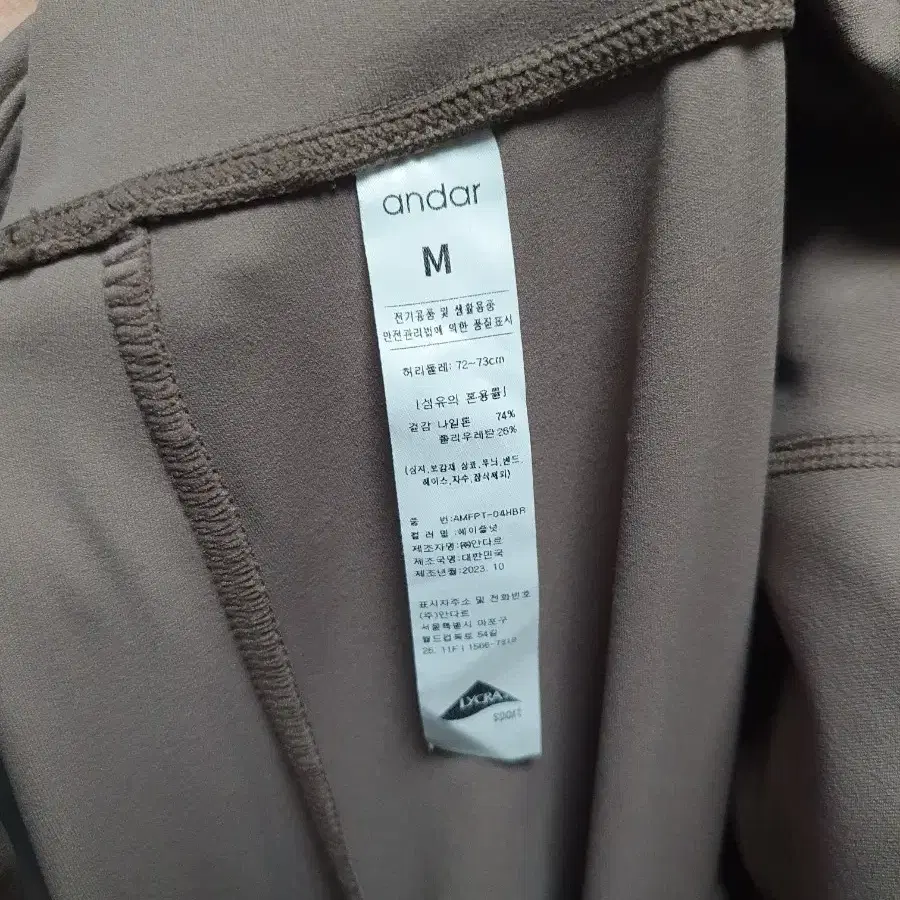 andar
M
전기용품 및 생활용품
안전관리법에 의한 품질표시
허리둘레: 72~73cm
[섬유의 혼용률]
겉감 나일론 74%
폴리우레탄 26%
(심지,보강재,상표,무늬,밴드,
레이스,자수,장식제외)
품 번:AMFPT-04HBR
컬 러 명:헤이즐넛
제조자명:㈜안다르
제조국명:대한민국
제조년월:2023.10
표시자주소 및 전화번호
(주)안다르
서울특별시 마포구
월드컵북로 54길
25, 11F | 1566-
LYCRA
sport